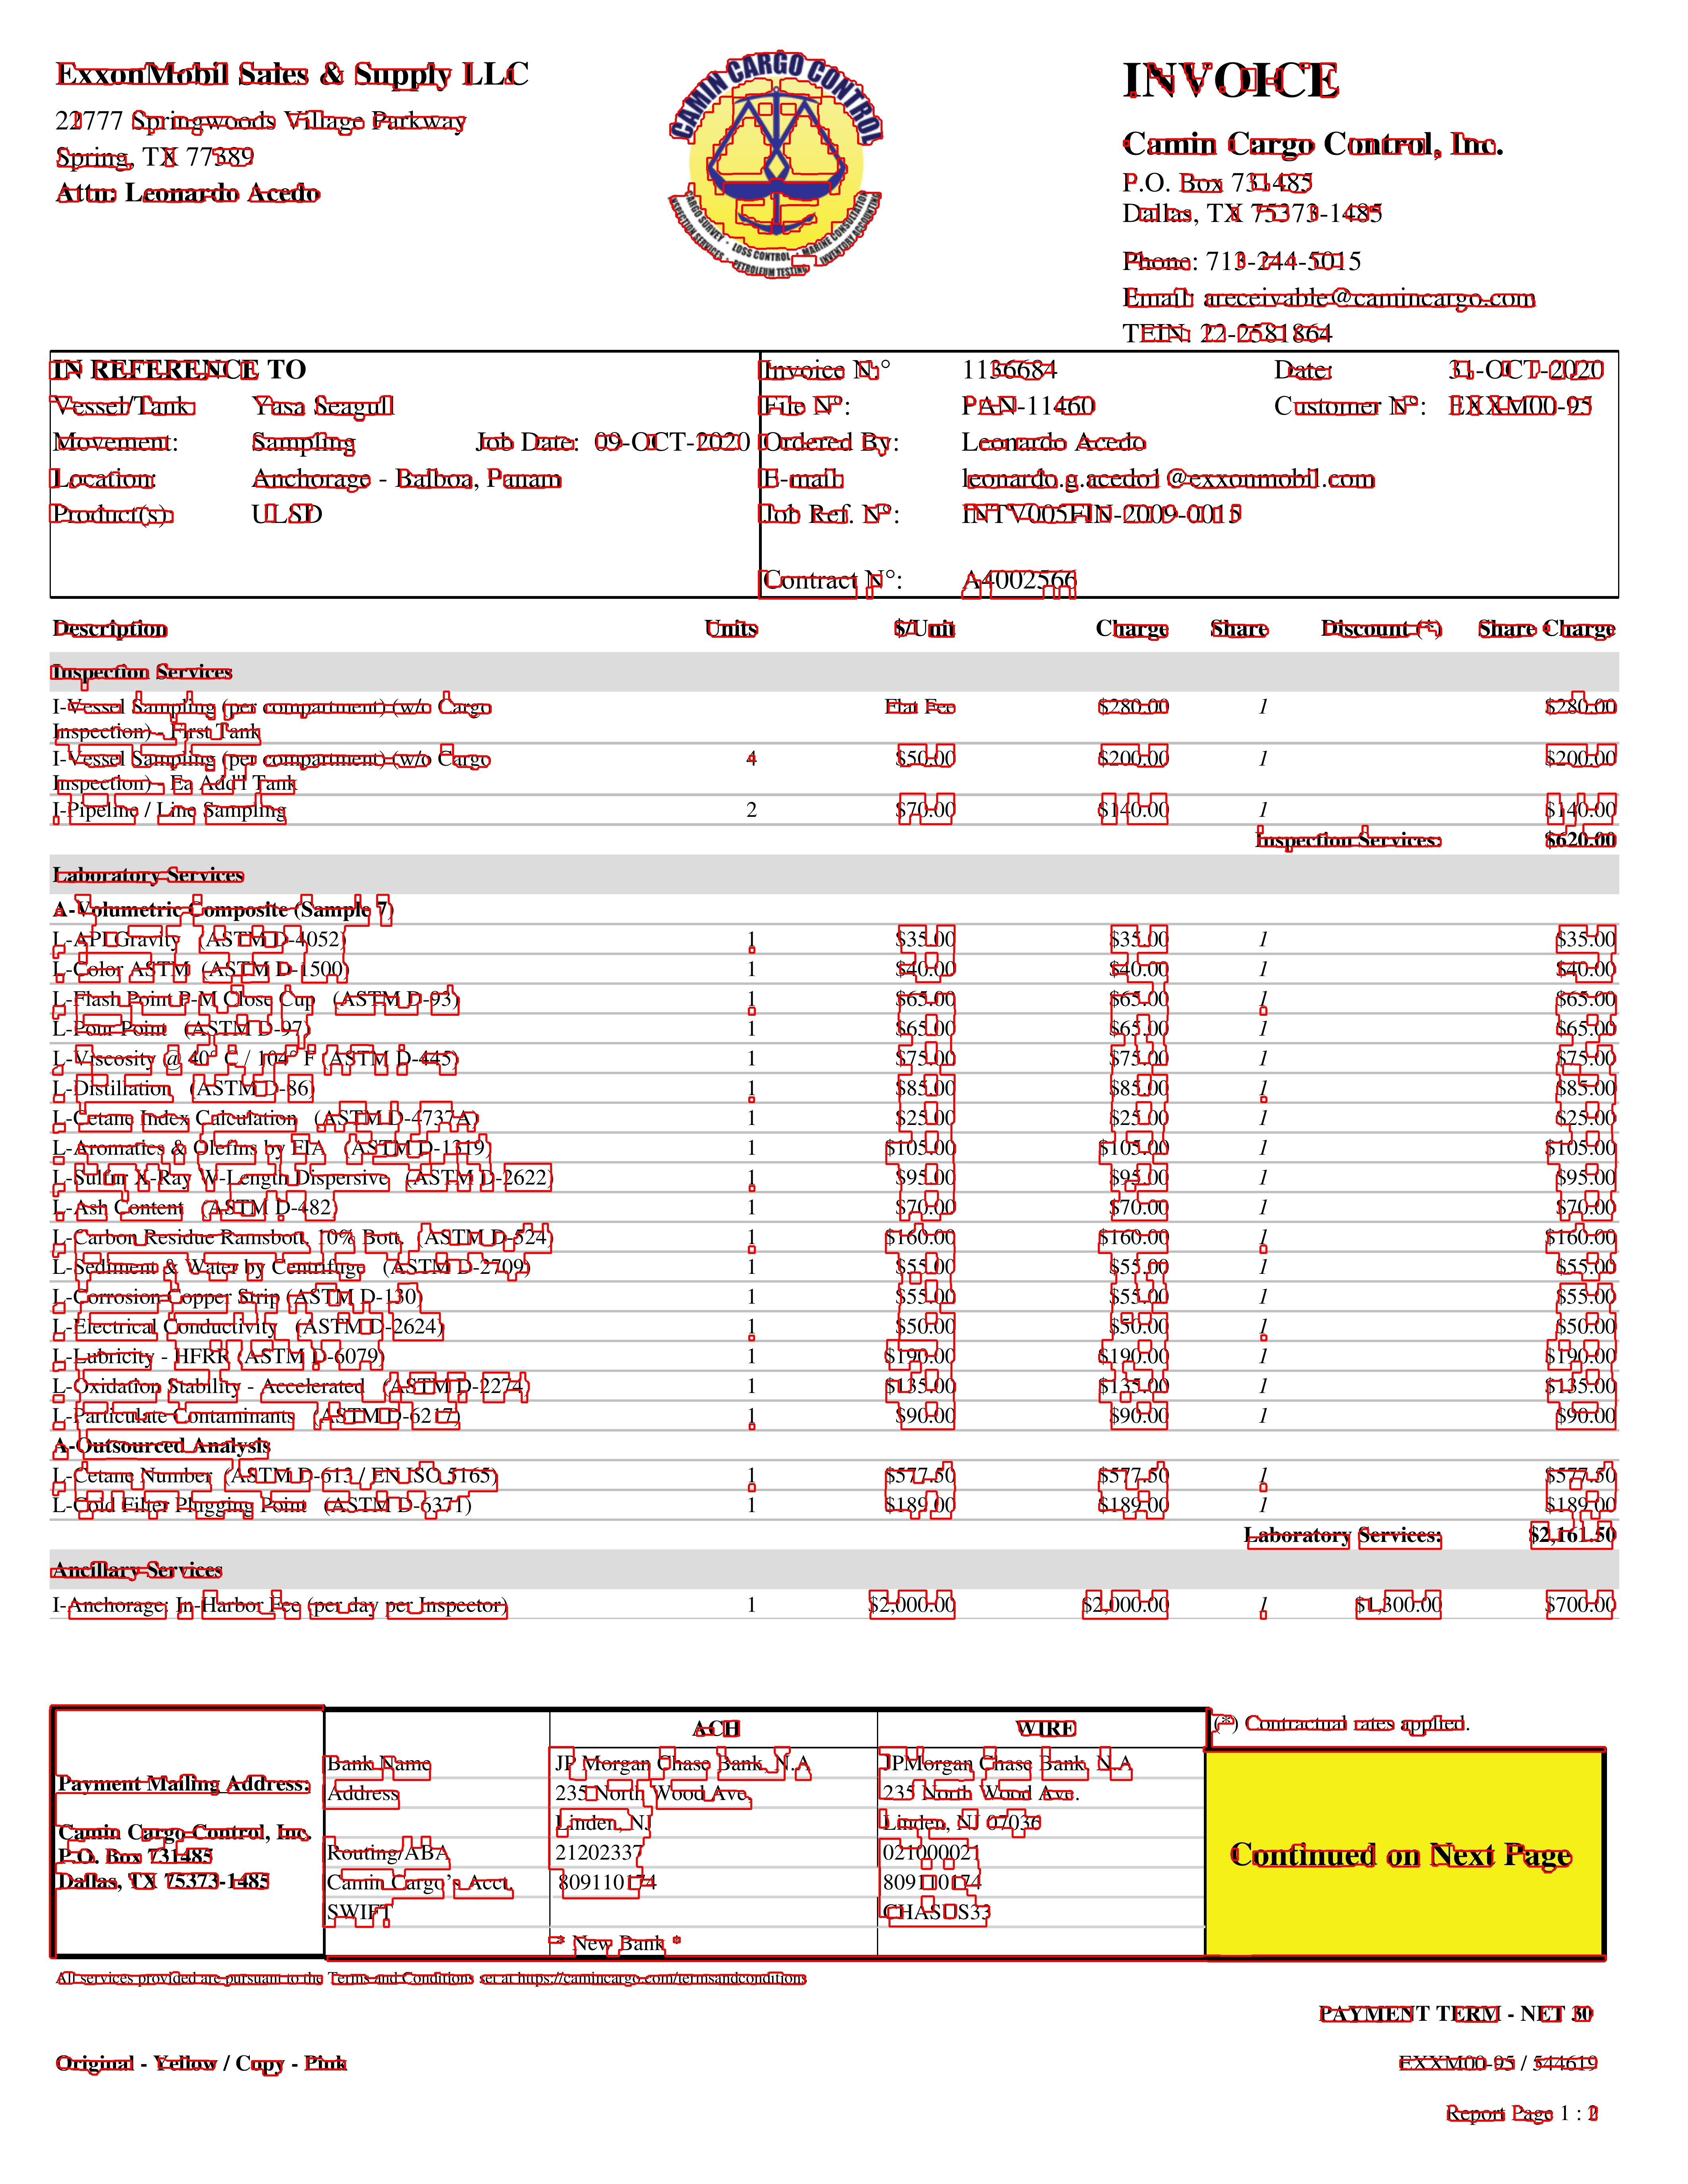 ExxonMobil Sales & Supply LLC
22777 Springwoods Village Parkway
Spring, TX 77389
Attn: Leonardo Acedo
CAMIN CARGO CONTROL
CARGO SURVEY · LOSS CONTROL · MARINE CONSULTATION
INSPECTION SERVICES · PETROLEUM TESTING · INVENTORY ACCOUNTING
INVOICE
Camin Cargo Control, Inc.
P.O. Box 731485
Dallas, TX 75373-1485
Phone: 713-244-5015
Email: areceivable@camincargo.com
TEIN: 22-2581864
IN REFERENCE TO
Vessel/Tank: Yasa Seagull
Movement: Sampling Job Date: 09-OCT-2020
Location: Anchorage - Balboa, Panam
Product(s): ULSD
Invoice N:° 1136684 Date: 31-OCT-2020
File Nº: PAN-11460 Customer Nº: EXXM00-95
Ordered By: Leonardo Acedo
E-mail: leonardo.g.acedo1@exxonmobil.com
Job Ref. Nº: INTV005FIN-2009-0015
Contract N°: A4002566
Description Units $/Unit Charge Share Discount (*) Share Charge
Inspection Services
I-Vessel Sampling (per compartment) (w/o Cargo Flat Fee $280.00 1 $280.00
Inspection) - First Tank
I-Vessel Sampling (per compartment) (w/o Cargo 4 $50.00 $200.00 1 $200.00
Inspection) - Ea Add'l Tank
I-Pipeline / Line Sampling 2 $70.00 $140.00 1 $140.00
Inspection Services: $620.00
Laboratory Services
A-Volumetric Composite (Sample 7)
L-API Gravity (ASTM D-4052) 1 $35.00 $35.00 1 $35.00
L-Color ASTM (ASTM D-1500) 1 $40.00 $40.00 1 $40.00
L-Flash Point P-M Close Cup (ASTM D-93) 1 $65.00 $65.00 1 $65.00
L-Pour Point (ASTM D-97) 1 $65.00 $65.00 1 $65.00
L-Viscosity @ 40° C / 104° F (ASTM D-445) 1 $75.00 $75.00 1 $75.00
L-Distillation (ASTM D-86) 1 $85.00 $85.00 1 $85.00
L-Cetane Index Calculation (ASTM D-4737A) 1 $25.00 $25.00 1 $25.00
L-Aromatics & Olefins by FIA (ASTM D-1319) 1 $105.00 $105.00 1 $105.00
L-Sulfur X-Ray W-Length Dispersive (ASTM D-2622) 1 $95.00 $95.00 1 $95.00
L-Ash Content (ASTM D-482) 1 $70.00 $70.00 1 $70.00
L-Carbon Residue Ramsbott, 10% Bott. (ASTM D-524) 1 $160.00 $160.00 1 $160.00
L-Sediment & Water by Centrifuge (ASTM D-2709) 1 $55.00 $55.00 1 $55.00
L-Corrosion Copper Strip (ASTM D-130) 1 $55.00 $55.00 1 $55.00
L-Electrical Conductivity (ASTM D-2624) 1 $50.00 $50.00 1 $50.00
L-Lubricity - HFRR (ASTM D-6079) 1 $190.00 $190.00 1 $190.00
L-Oxidation Stability - Accelerated (ASTM D-2274) 1 $135.00 $135.00 1 $135.00
L-Particulate Contaminants (ASTM D-6217) 1 $90.00 $90.00 1 $90.00
A-Outsourced Analysis
L-Cetane Number (ASTM D-613 / EN ISO 5165) 1 $577.50 $577.50 1 $577.50
L-Cold Filter Plugging Point (ASTM D-6371) 1 $189.00 $189.00 1 $189.00
Laboratory Services: $2,161.50
Ancillary Services
I-Anchorage; In-Harbor Fee (per day per Inspector) 1 $2,000.00 $2,000.00 1 $1,300.00 $700.00
Payment Mailing Address:
Camin Cargo Control, Inc.
P.O. Box 731485
Dallas, TX 75373-1485
ACH WIRE
Bank Name JP Morgan Chase Bank, N.A JPMorgan Chase Bank, N.A
Address 235 North Wood Ave, 235 North Wood Ave.
Linden, NJ Linden, NJ 07036
Routing/ABA 21202337 021000021
Camin Cargo's Acct. 809110174 809110174
SWIFT CHASUS33
* New Bank *
(*) Contractual rates applied.
Continued on Next Page
All services provided are pursuant to the Terms and Conditions set at https://camincargo.com/termsandconditions
PAYMENT TERM - NET 30
Original - Yellow / Copy - Pink
EXXM00-95 / 544619
Report Page 1 : 2